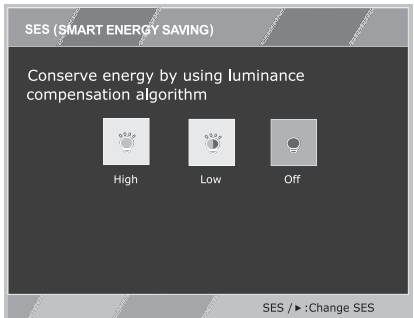 SES (SMART ENERGY SAVING)
Conserve energy by using luminance
compensation algorithm
High Low Off
SES / ▶ :Change SES